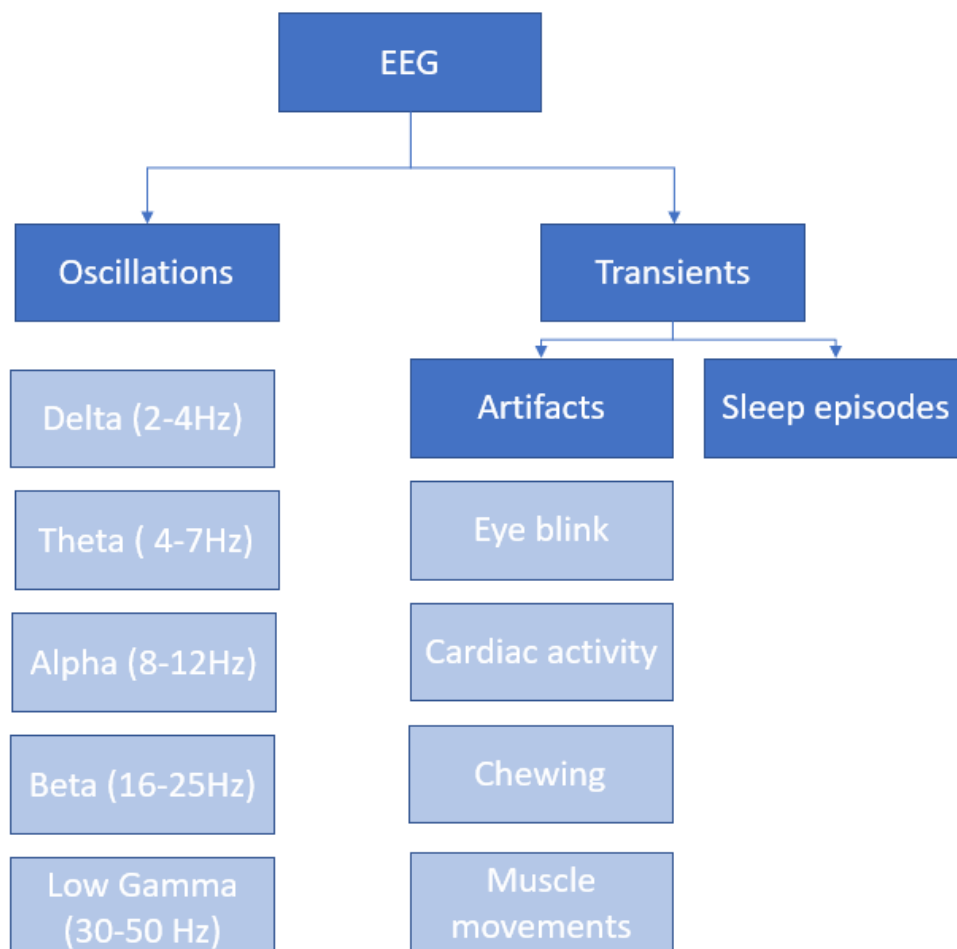 EEG
Oscillations
Transients
Artifacts
Sleep episodes
Delta (2-4Hz)
Theta ( 4-7Hz)
Alpha (8-12Hz)
Beta (16-25Hz)
Low Gamma
(30-50 Hz)
Eye blink
Cardiac activity
Chewing
Muscle
movements